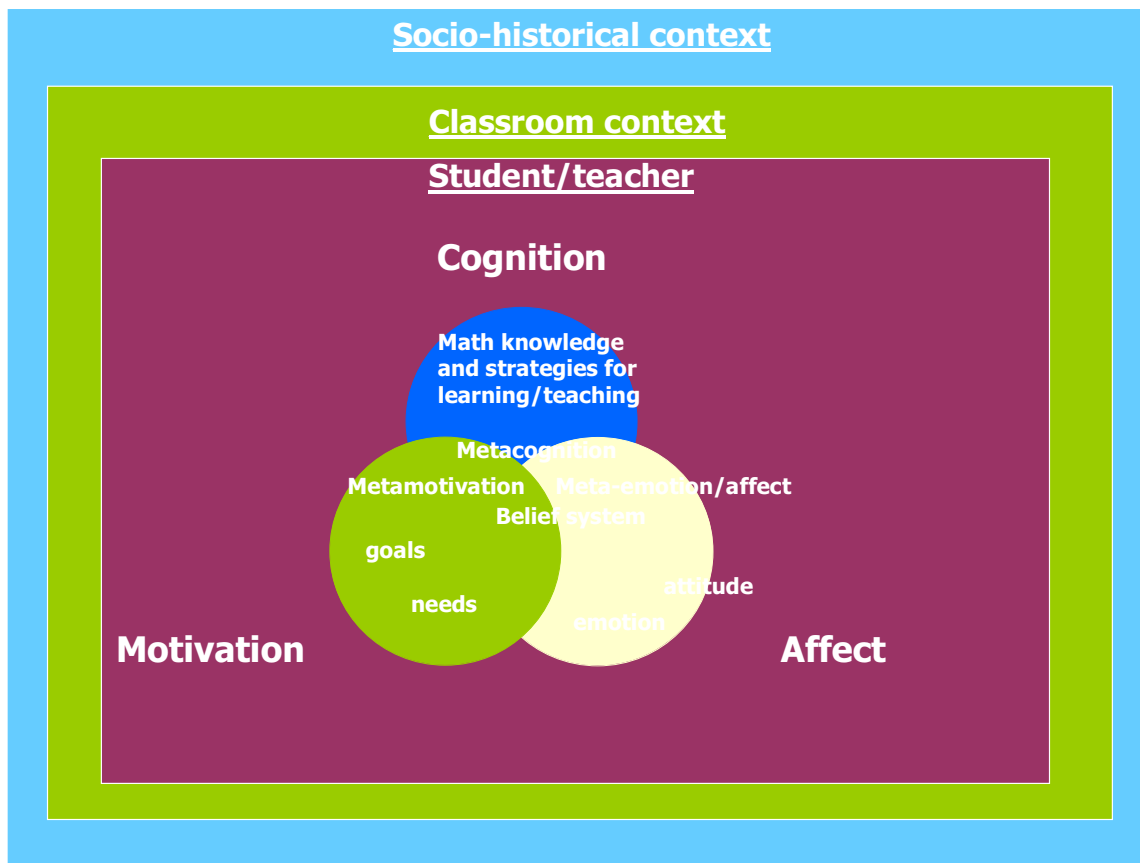 Socio-historical context
Classroom context
Student/teacher
Cognition
Math knowledge
and strategies for
learning/teaching
Metacognition
Metamotivation
Meta-emotion/affect
Belief system
goals
attitude
needs
emotion
Motivation
Affect